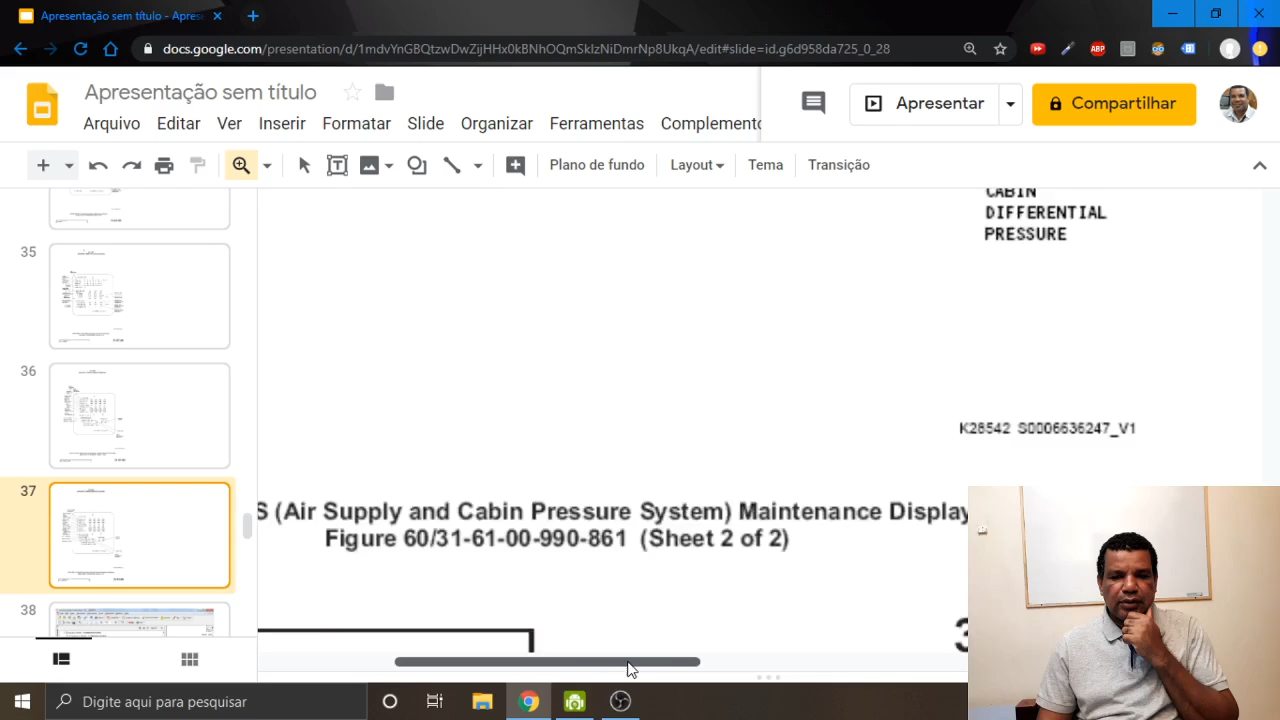 Apresentação sem título - Apres
docs.google.com/presentation/d/1mdvYnGBQtzwDwZijHHx0kBNhOQmSkIzNiDmrNp8UkqA/edit#slide=id.g6d958da725_0_28
ABP
Apresentação sem título
Apresentar
Compartilhar
Arquivo Editar Ver Inserir Formatar Slide Organizar Ferramentas Complemento
Plano de fundo Layout Tema Transição
CABIN
DIFFERENTIAL
PRESSURE
35
36
37
38
K28542 S0006636247_V1
S (Air Supply and Cabin Pressure System) Maintenance Display
Figure 60/31-61-00-990-861 (Sheet 2 of 2)
3
Digite aqui para pesquisar